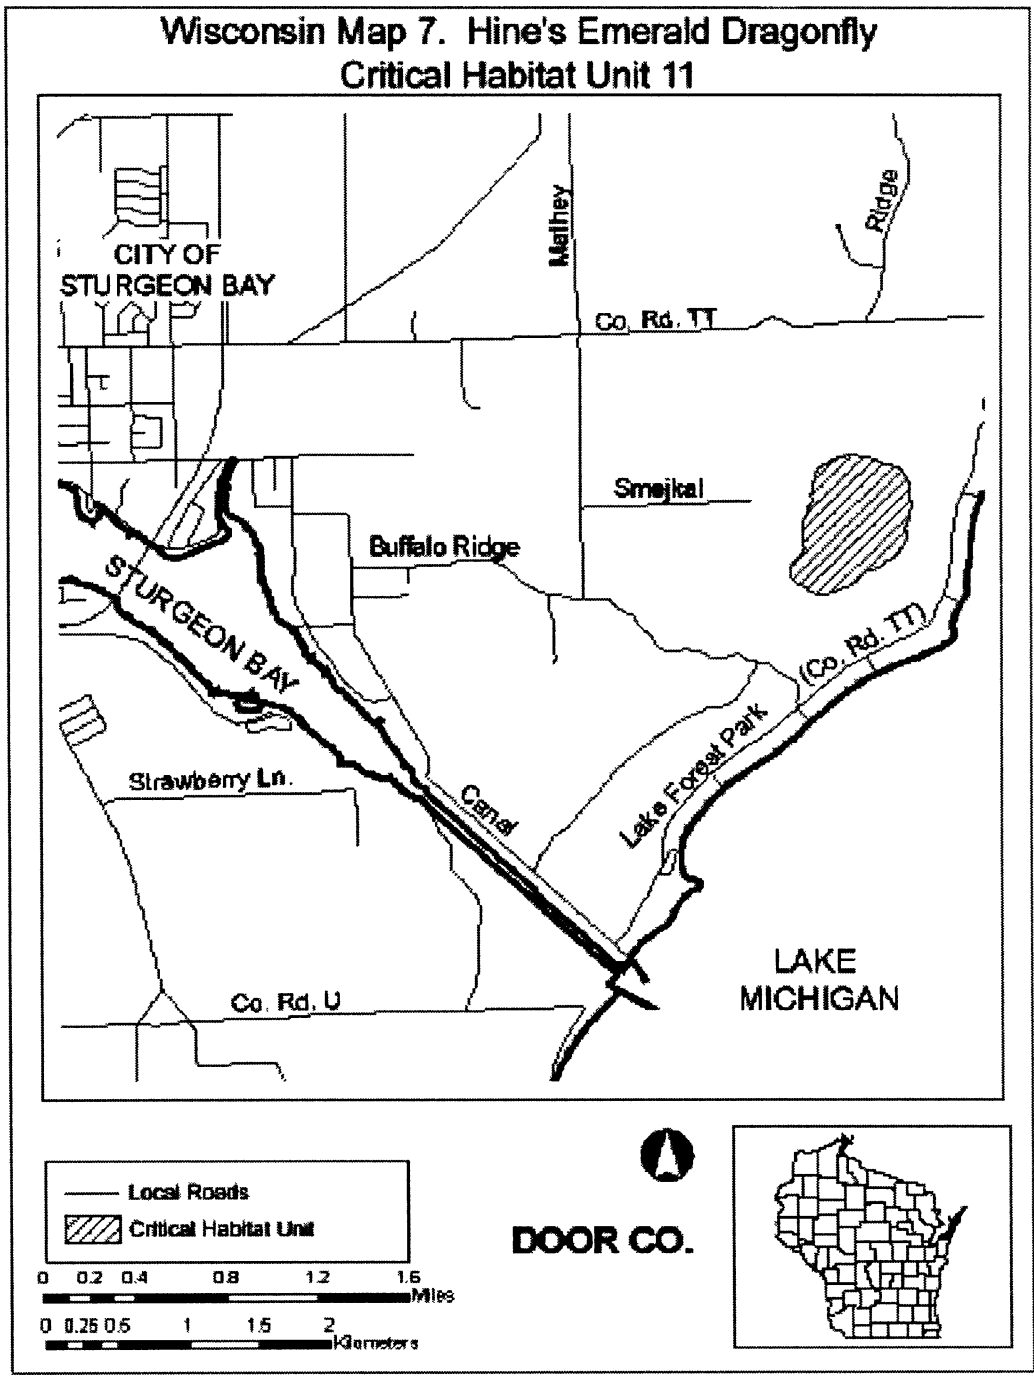 Wisconsin Map 7. Hine's Emerald Dragonfly
Critical Habitat Unit 11
Mathey
Ridge
CITY OF
STURGEON BAY
Co. Rd. TT
Smejkal
Buffalo Ridge
STURGEON BAY
(Co. Rd. TT)
Lake Forest Park
Strawberry Ln.
Canal
LAKE
MICHIGAN
Co. Rd. U
Local Roads
Critical Habitat Unit
DOOR CO.
0 0.2 0.4 0.8 1.2 1.6
Miles
0 0.25 0.5 1 1.5 2
Kilometers